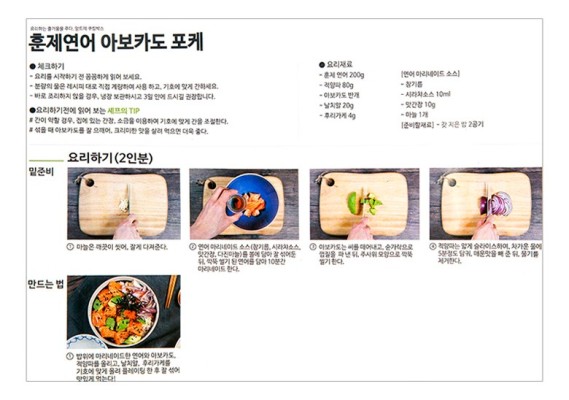 요리하는 즐거움을 주다, 잇츠쿡 쿠킹박스
훈제연어 아보카도 포케
● 체크하기
- 요리를 시작하기 전 꼼꼼하게 읽어 보세요.
- 분량의 물은 레시피 대로 직접 계량하여 사용 하고, 기호에 맞게 간화세요.
- 바로 조리하지 않을 경우, 냉장 보관하시고 3일 안에 드시길 권장합니다.
●요리하기전에 읽어 보는 셰프의 TIP
# 간이 약할 경우, 집에 있는 간장, 소금을 이용하여 기호에 맞게 간을 조절한다.
# 섞을 때 아보카도를 잘 으깨어, 크리미한 맛을 살려 먹으면 더욱 좋다.
● 요리재료
- 훈제 연어 200g
- 적양파 80g
- 아보카도 반개
- 날치알 20g
- 후리가케 4g
[연어 마리네이드 소스]
- 참기름
- 시라차소스 10ml
- 맛간장 10g
- 마늘 1개
[준비할재료] - 갓 지은 밥 2공기
요리하기(2인분)
밑준비
① 마늘은 깨끗이 씻어, 잘게 다져준다.
② 연어 마리네이드 소스(참기름, 시라차소스,
맛간장, 다진마늘)를 볼에 담아 잘 섞어둔
뒤, 깍뚝 썰기 된 연어를 담아 10분간
마리네이드 한다.
③ 아보카도는 씨를 떼어내고, 숟가락으로
껍질을 파 낸 뒤, 주사위 모양으로 깍뚝
썰기 한다.
④ 적양파는 얇게 슬라이스하며, 차가운 물에
5분정도 담궈, 매운맛을 빼 준 뒤, 물기를
제거한다.
만드는 법
⑤ 밥위에 마리네이드한 연어와 아보카도,
적양파를 올리고, 날치알, 후리가케를
기호에 맞게 올려 플레이팅 한 후 잘 섞어
맛있게 먹는다!